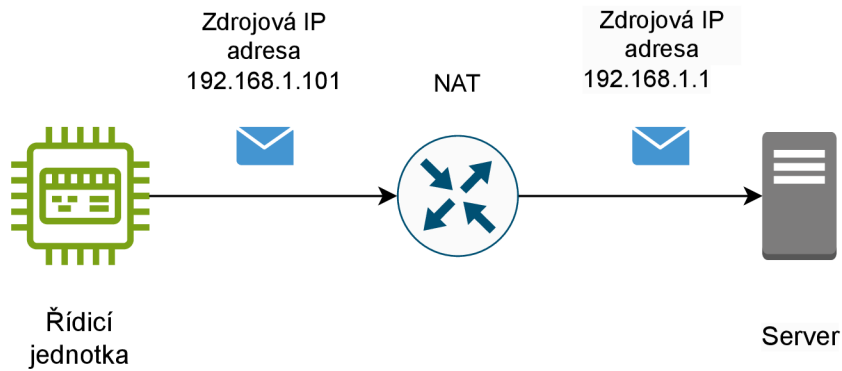 Zdrojová IP
adresa
192.168.1.101
NAT
Zdrojová IP
adresa
192.168.1.1
Řídicí
jednotka
Server